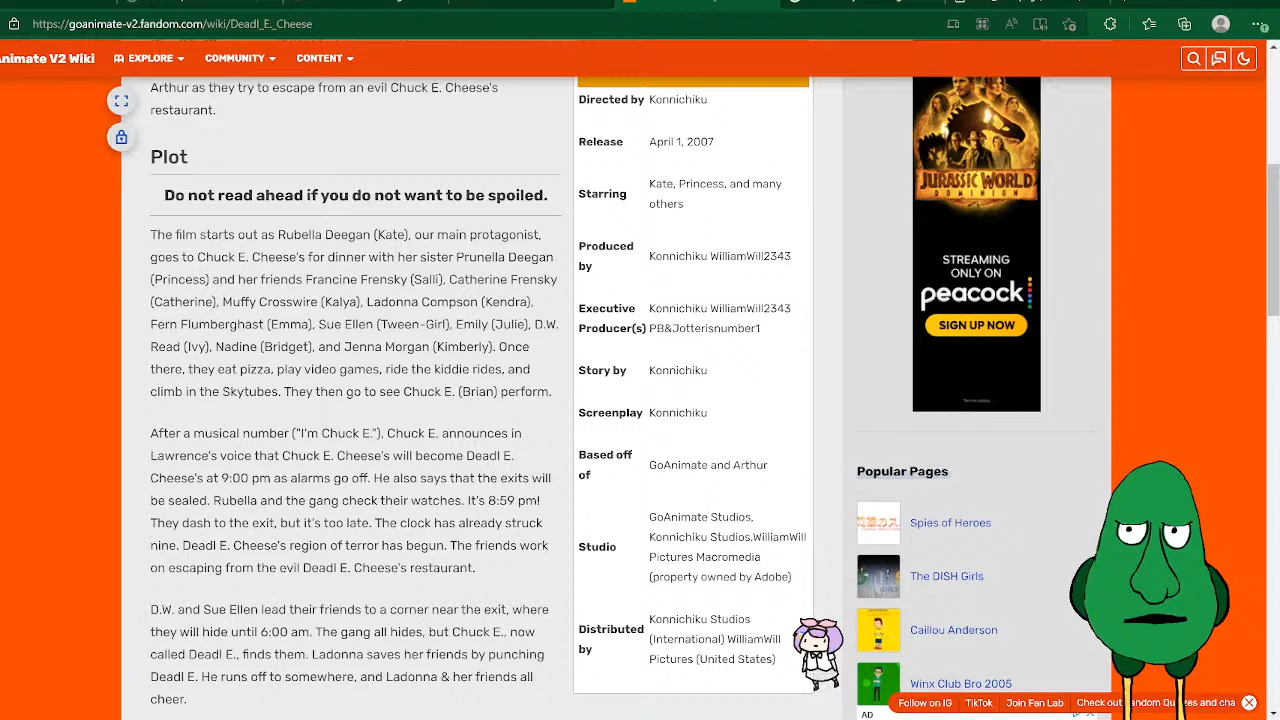 https://goanimate-v2.fandom.com/wiki/Deadl_E._Cheese
Animate V2 Wiki
EXPLORE
COMMUNITY
CONTENT
Arthur as they try to escape from an evil Chuck E. Cheese's
restaurant.
Plot
Do not read ahead if you do not want to be spoiled.
The film starts out as Rubella Deegan (Kate), our main protagonist,
goes to Chuck E. Cheese's for dinner with her sister Prunella Deegan
(Princess) and her friends Francine Frensky (Salli), Catherine Frensky
(Catherine), Muffy Crosswire (Kaya), Ladonna Compson (Kendra),
Fern Flumberghast (Emma), Sue Ellen (Tween-Girl), Emily (Julie), D.W.
Read (Ivy), Nadine (Bridget), and Jenna Morgan (Kimberly). Once
there, they eat pizza, play video games, ride the kiddie rides, and
climb in the Skytubes. They then go to see Chuck E. (Brian) perform.
After a musical number ("I'm Chuck E."), Chuck E. announces in
Lawrence's voice that Chuck E. Cheese's will become Deadl E.
Cheese's at 9:00 pm as alarms go off. He also says that the exits will
be sealed. Rubella and the gang check their watches. It's 8:59 pm!
They dash to the exit, but it's too late. The clock has already struck
nine. Deadl E. Cheese's region of terror has begun. The friends work
on escaping from the evil Deadl E. Cheese's restaurant.
D.W. and Sue Ellen lead their friends to a corner near the exit, where
they will hide until 6:00 am. The gang all hides, but Chuck E., now
called Deadl E., finds them. Ladonna saves her friends by punching
Deadl E. He runs off to somewhere, and Ladonna & her friends all
cheer.
Directed by Konnichiku
Release April 1, 2007
Starring Kate, Princess, and many
others
Produced
by Konnichiku WilliamWill2343
Executive Konnichiku WilliamWill2343
Producer(s) PB&Jotterisnumber1
Story by Konnichiku
Screenplay Konnichiku
Based off
of GoAnimate and Arthur
Studio GoAnimate Studios,
Konnichiku Studios,WilliamWill
Pictures Macromedia
(property owned by Adobe)
Distributed
by Konnichiku Studios
(International) WilliamWill
Pictures (United States)
JURASSIC WORLD
DOMINION
STREAMING
ONLY ON
peacock
SIGN UP NOW
Popular Pages
Spies of Heroes
The DISH Girls
Caillou Anderson
Winx Club Bro 2005
AD
Follow on IG
TikTok
Join Fan Lab
Check out
andom Quizzes and cha